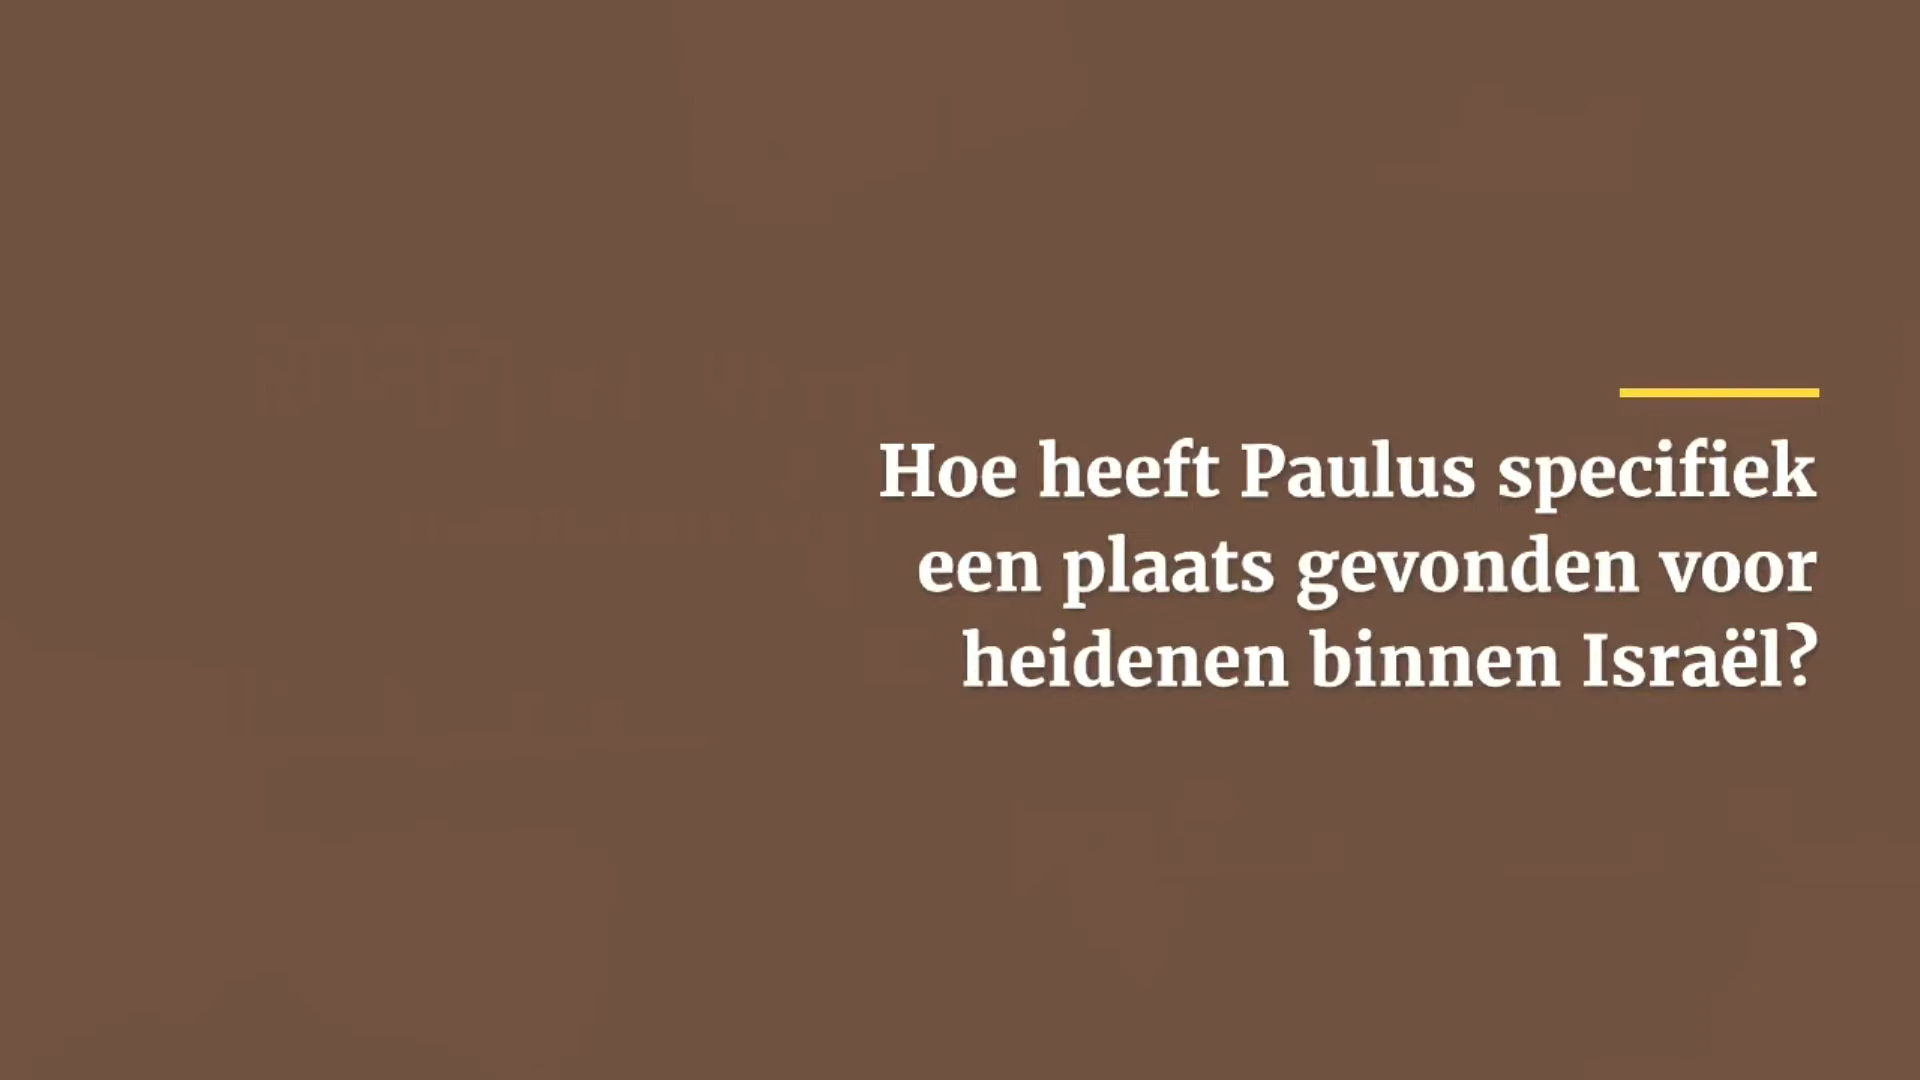 Hoe heeft Paulus specifiek
een plaats gevonden voor
heidenen binnen Israël?